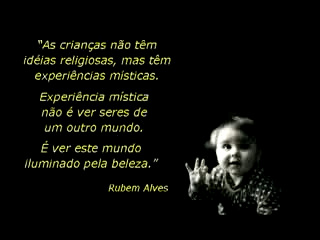 "As crianças não têm
idéias religiosas, mas têm
experiências místicas.
Experiência mística
não é ver seres de
um outro mundo.
É ver este mundo
iluminado pela beleza."
Rubem Alves